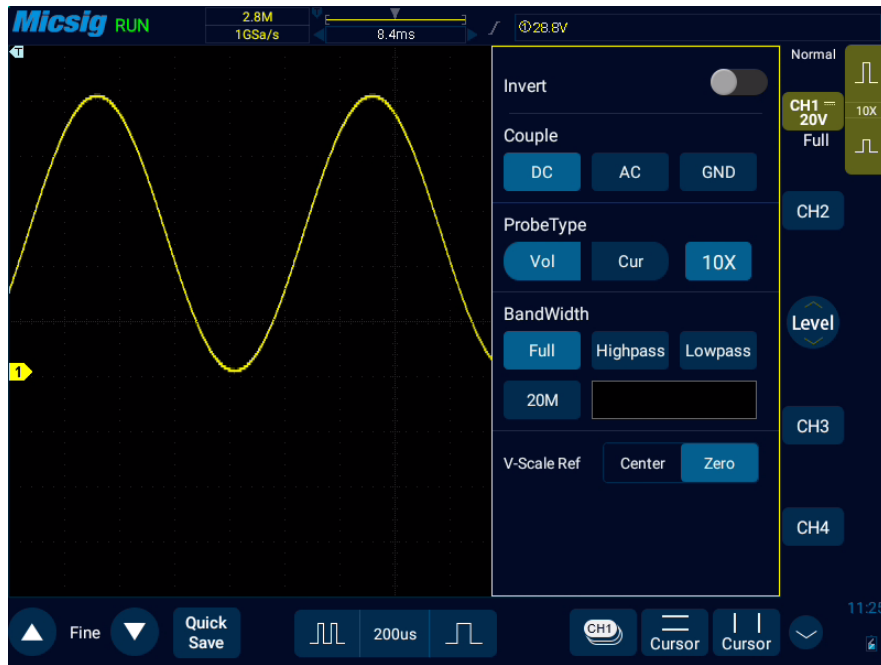 Micsig RUN
2.8M
1GSa/s
T
8.4ms
①28.8V
T
Invert
Normal
CH1
20V
10X
Full
Couple
DC AC GND
CH2
ProbeType
Vol Cur 10X
BandWidth
Full Highpass Lowpass
Level
1
20M
CH3
V-Scale Ref Center Zero
CH4
11:25
Fine
Quick
Save
200us
CH1
Cursor
Cursor